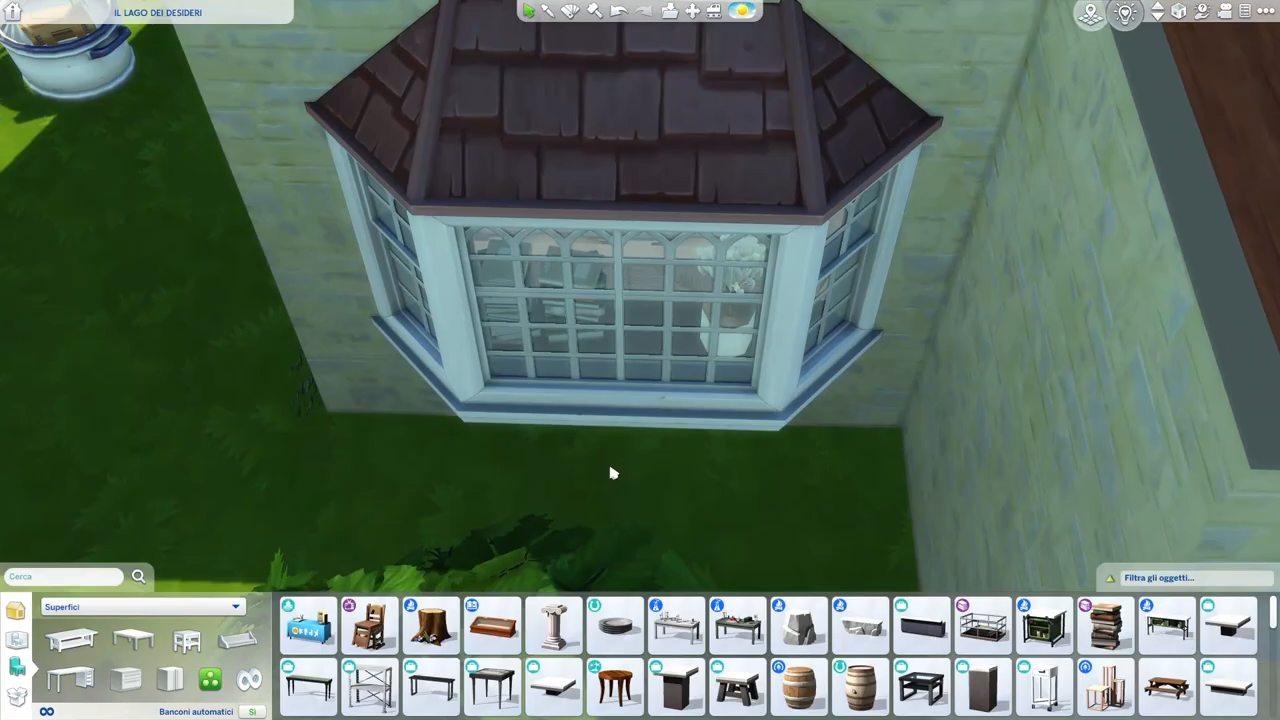 IL LAGO DEI DESIDERI
Cerca
Filtra gli oggetti...
Superfici
Banconi automatici
Sì